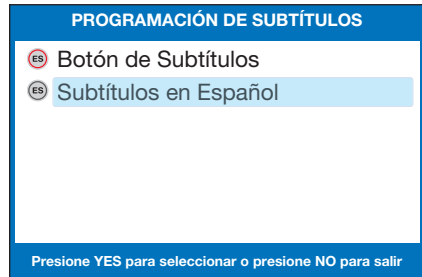 PROGRAMACIÓN DE SUBTÍTULOS
ES Botón de Subtítulos
ES Subtítulos en Español
Presione YES para seleccionar o presione NO para salir